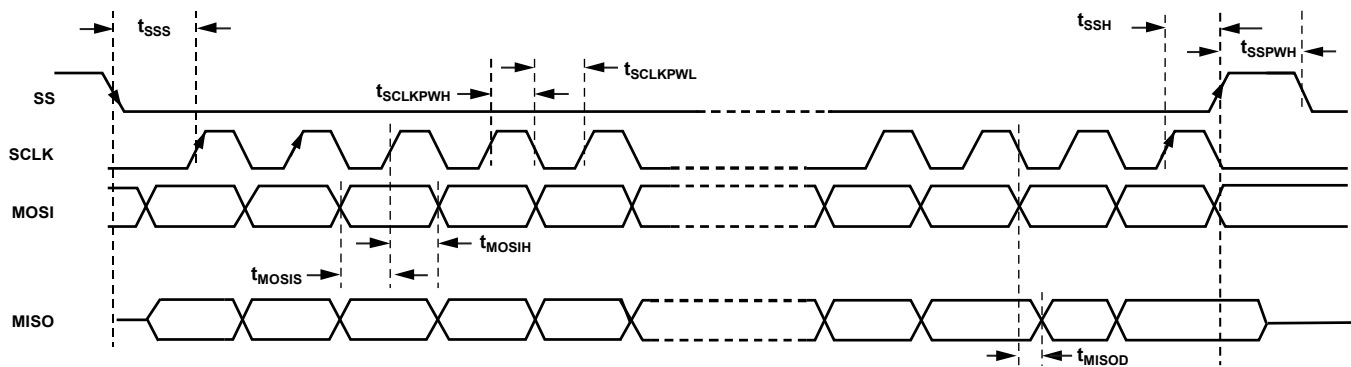 tSSS
tSSH
tSSPWH
tSCLKPWL
tSCLKPWH
SS
SCLK
MOSI
tMOSIH
tMOSIS
MISO
tMISOD